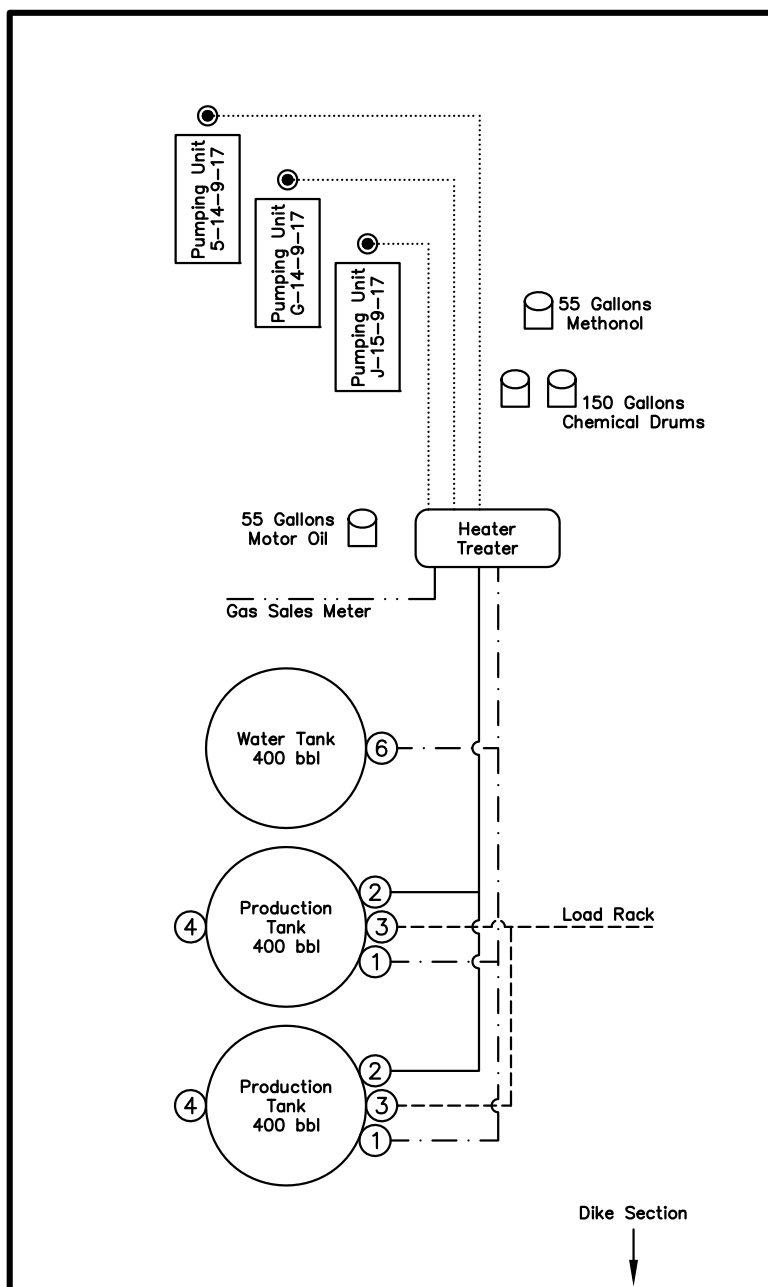 Pumping Unit
5-14-9-17
Pumping Unit
G-14-9-17
Pumping Unit
J-15-9-17
55 Gallons
Methonol
150 Gallons
Chemical Drums
55 Gallons
Motor Oil
Heater
Treater
Gas Sales Meter
Water Tank
400 bbl
6
2
Production
Tank
400 bbl
4
3
Load Rack
1
2
Production
Tank
400 bbl
4
3
1
Dike Section